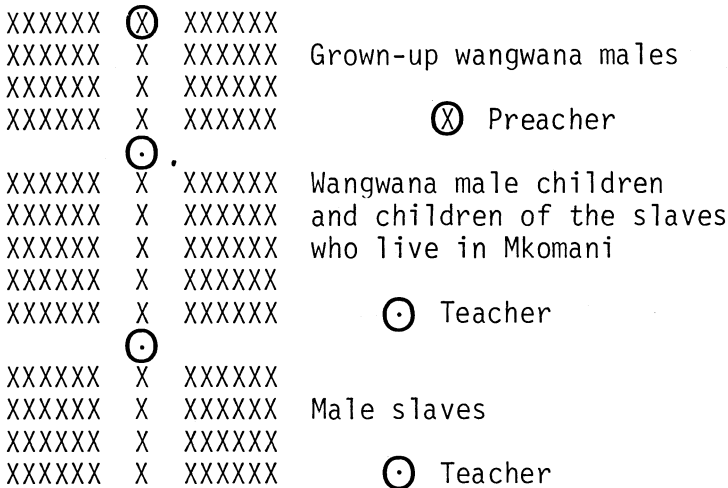 XXXXXX Ⓧ XXXXXX
XXXXXX X XXXXXX Grown-up wangwana males
XXXXXX X XXXXXX
XXXXXX X XXXXXX Ⓧ Preacher
⊙ .
XXXXXX X XXXXXX Wangwana male children
XXXXXX X XXXXXX and children of the slaves
XXXXXX X XXXXXX who live in Mkomani
XXXXXX X XXXXXX
XXXXXX X XXXXXX ⊙ Teacher
⊙
XXXXXX X XXXXXX
XXXXXX X XXXXXX Male slaves
XXXXXX X XXXXXX
XXXXXX X XXXXXX ⊙ Teacher